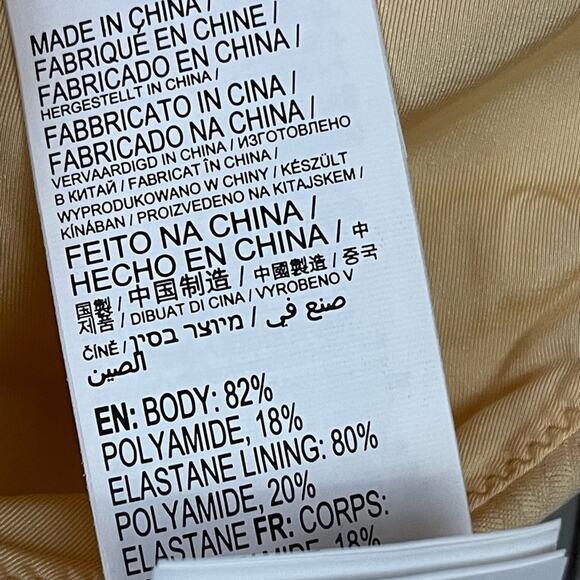 MADE IN CHINA /
FABRIQUÉ EN CHINE /
FABRICADO EN CHINA /
HERGESTELLT IN CHINA /
FABBRICATO IN CINA /
FABRICADO NA CHINA /
VERVAARDIGD IN CHINA / ИЗГОТОВЛЕНО
В КИТАЙ / FABRICAT ÎN CHINA /
WYPRODUKOWANO W CHINY / KÉSZÜLT
KÍNÁBAN / PROIZVEDENO NA KITAJSKEM /
FEITO NA CHINA /
HECHO EN CHINA / 中
国製 / 中国制造 / 中國製造 / 중국
제품 / DIBUAT DI CINA / VYROBENO V
ČÍNĚ / מיוצר בסין / صنع في
الصين
EN: BODY: 82%
POLYAMIDE, 18%
ELASTANE LINING: 80%
POLYAMIDE, 20%
ELASTANE FR: CORPS:
18%